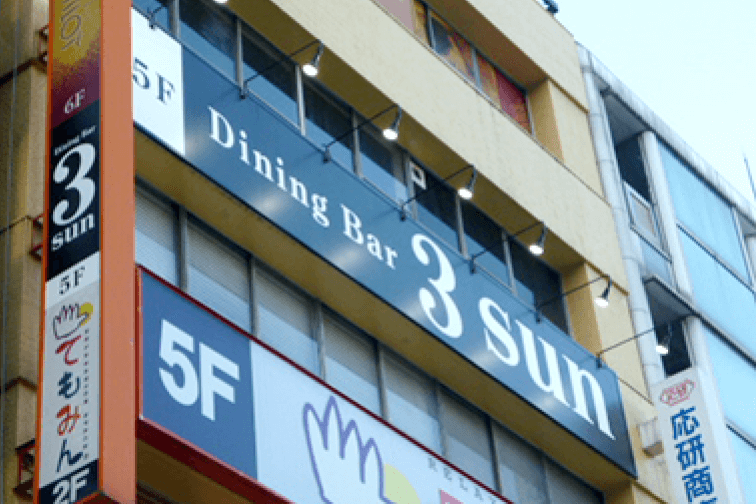 6F
Dining Bar
3
sun
5F
てもみん
2F
5F
Dining Bar 3 sun
5F
RELA
応研商